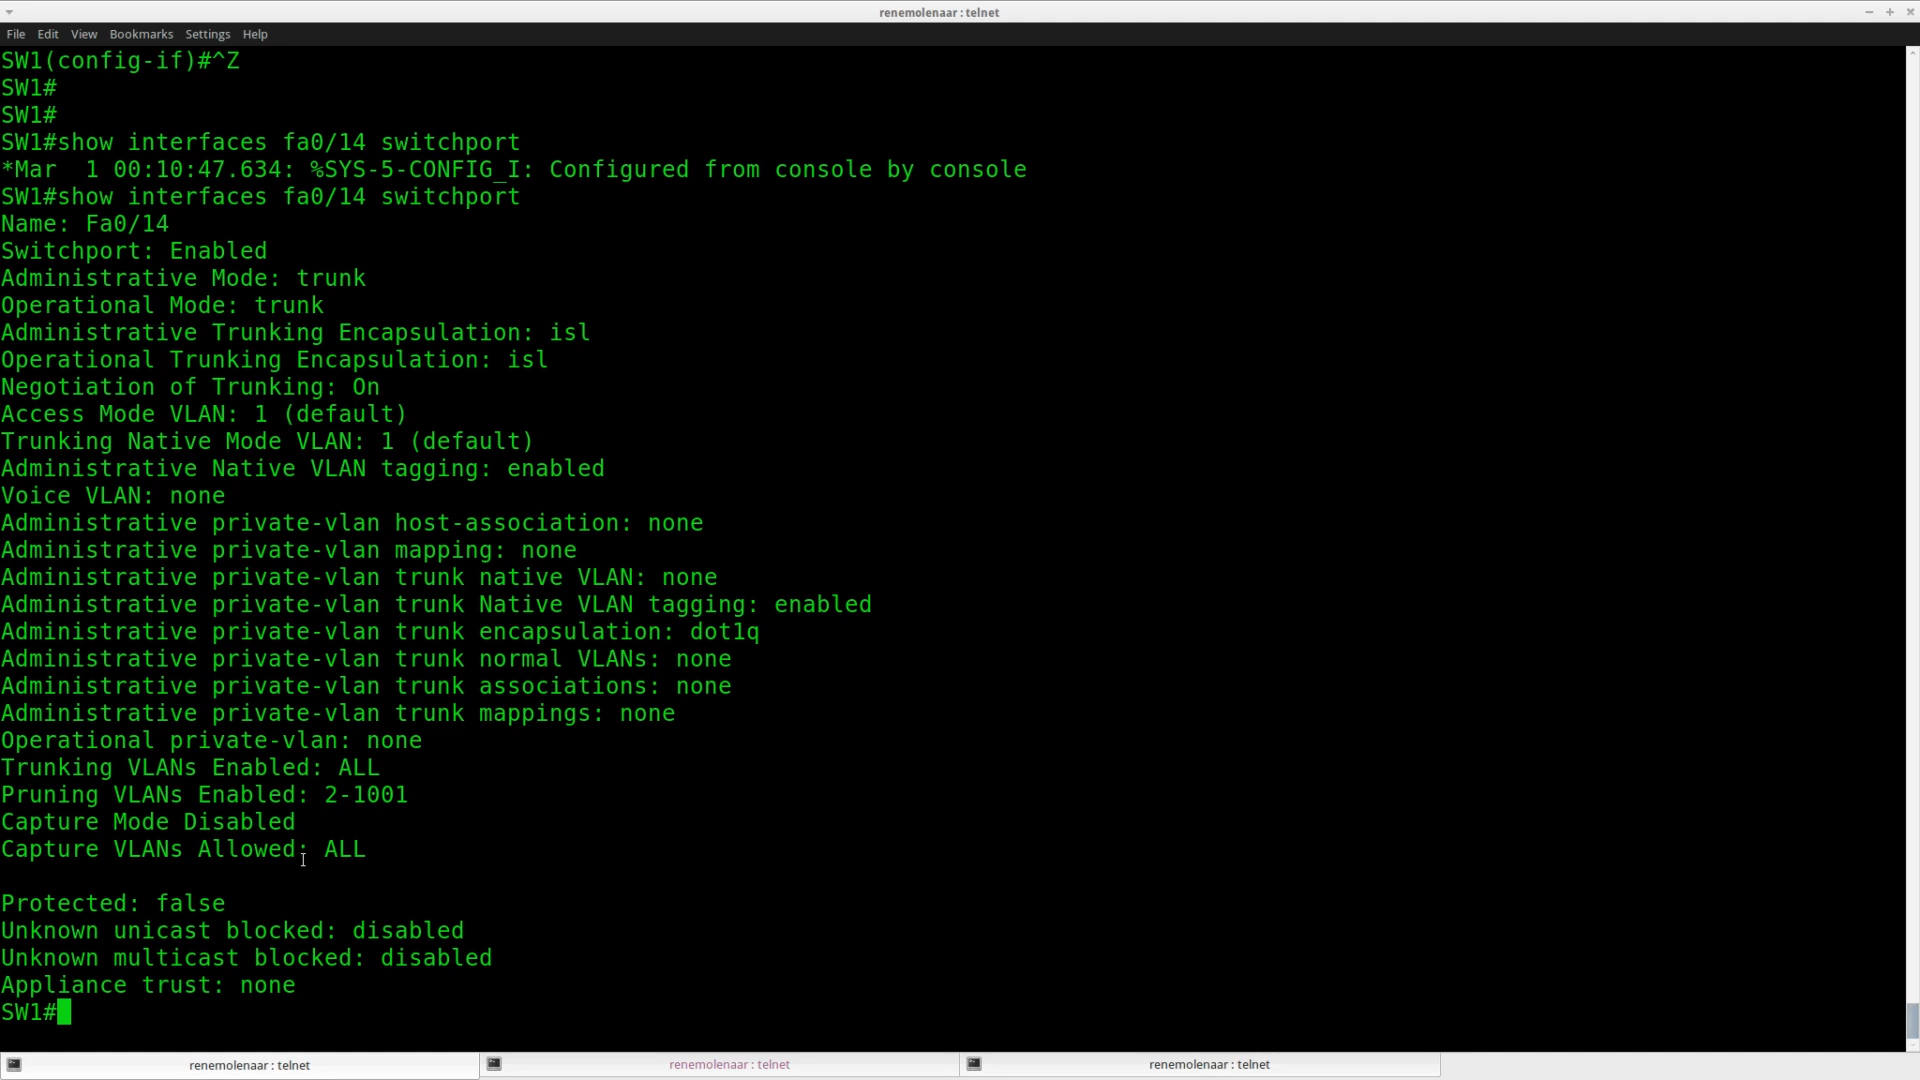 renemolenaar : telnet
File Edit View Bookmarks Settings Help
SW1(config-if)#^Z
SW1#
SW1#
SW1#show interfaces fa0/14 switchport
*Mar  1 00:10:47.634: %SYS-5-CONFIG_I: Configured from console by console
SW1#show interfaces fa0/14 switchport
Name: Fa0/14
Switchport: Enabled
Administrative Mode: trunk
Operational Mode: trunk
Administrative Trunking Encapsulation: isl
Operational Trunking Encapsulation: isl
Negotiation of Trunking: On
Access Mode VLAN: 1 (default)
Trunking Native Mode VLAN: 1 (default)
Administrative Native VLAN tagging: enabled
Voice VLAN: none
Administrative private-vlan host-association: none
Administrative private-vlan mapping: none
Administrative private-vlan trunk native VLAN: none
Administrative private-vlan trunk Native VLAN tagging: enabled
Administrative private-vlan trunk encapsulation: dot1q
Administrative private-vlan trunk normal VLANs: none
Administrative private-vlan trunk associations: none
Administrative private-vlan trunk mappings: none
Operational private-vlan: none
Trunking VLANs Enabled: ALL
Pruning VLANs Enabled: 2-1001
Capture Mode Disabled
Capture VLANs Allowed: ALL
Protected: false
Unknown unicast blocked: disabled
Unknown multicast blocked: disabled
Appliance trust: none
SW1#
renemolenaar : telnet renemolenaar : telnet renemolenaar : telnet